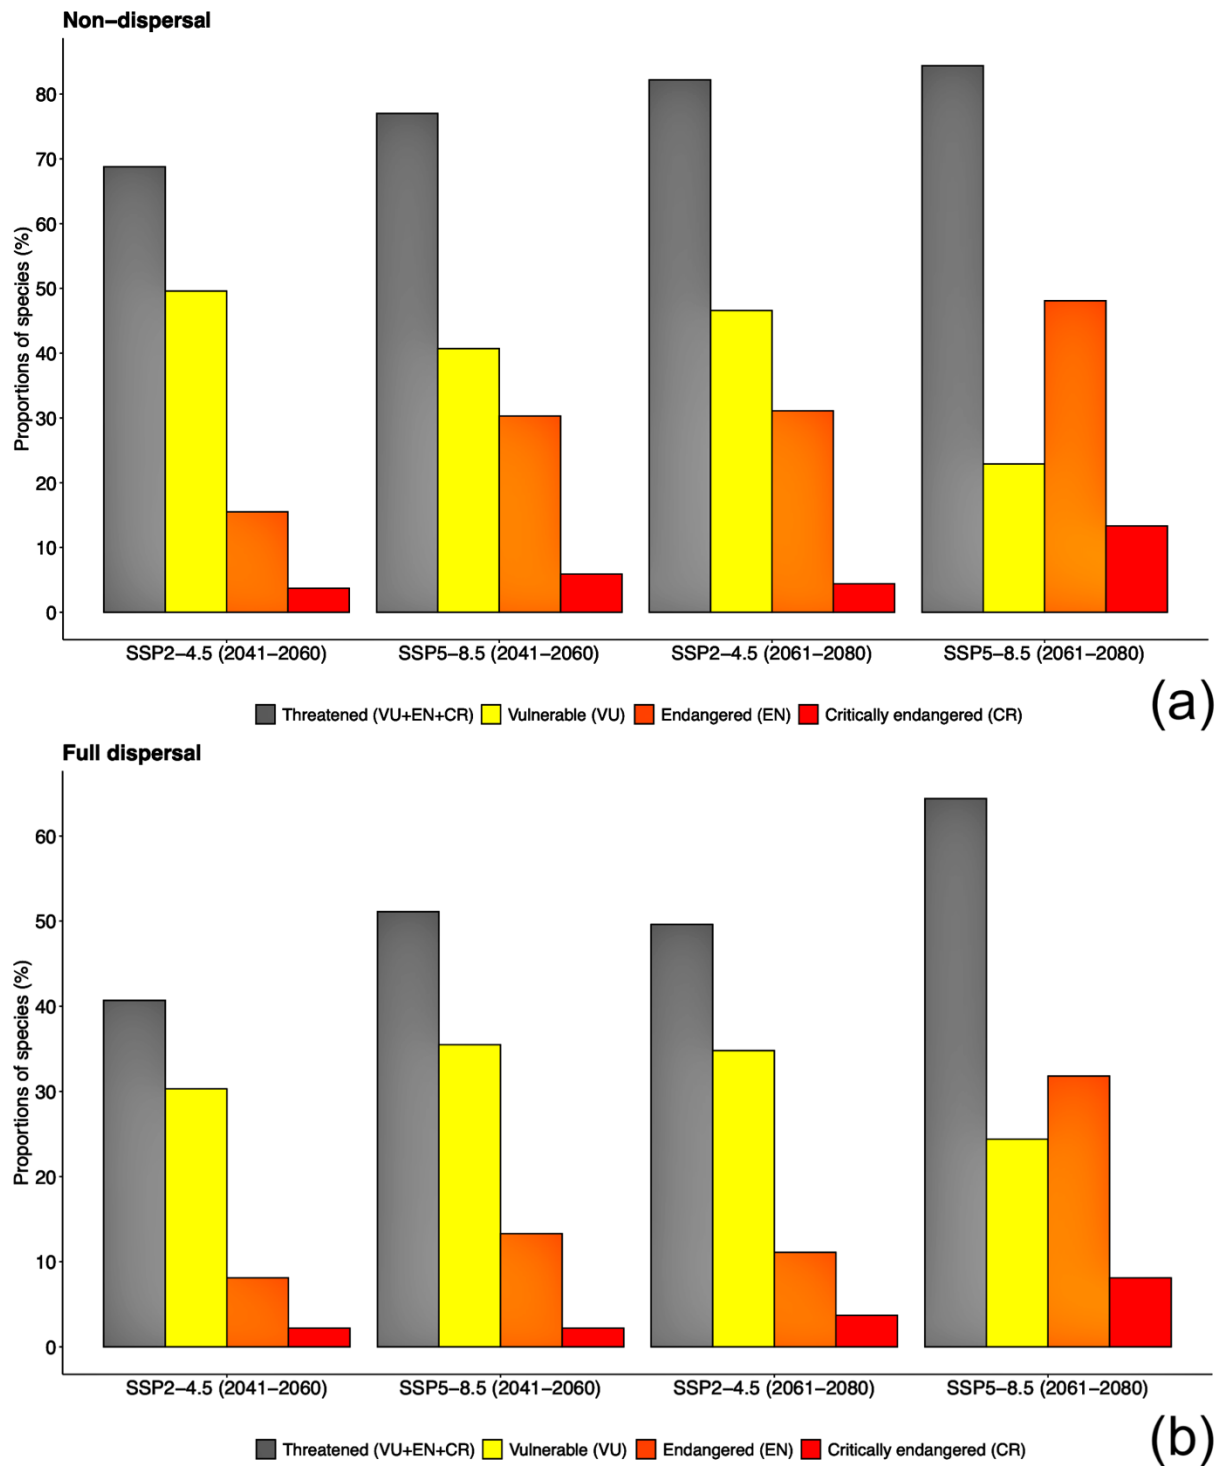 Non–dispersal
Proportions of species (%)
80
70
60
50
40
30
20
10
0
SSP2–4.5 (2041–2060) SSP5–8.5 (2041–2060) SSP2–4.5 (2061–2080) SSP5–8.5 (2061–2080)
Threatened (VU+EN+CR) Vulnerable (VU) Endangered (EN) Critically endangered (CR)
(a)
Full dispersal
Proportions of species (%)
60
50
40
30
20
10
0
SSP2–4.5 (2041–2060) SSP5–8.5 (2041–2060) SSP2–4.5 (2061–2080) SSP5–8.5 (2061–2080)
Threatened (VU+EN+CR) Vulnerable (VU) Endangered (EN) Critically endangered (CR)
(b)